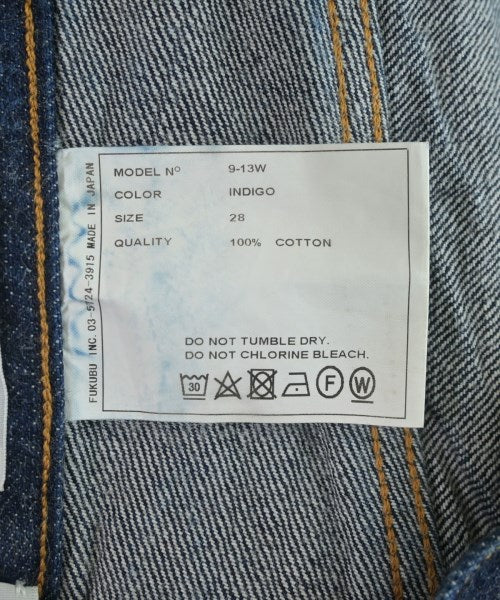 MODEL Nº 9-13W
COLOR INDIGO
SIZE 28
QUALITY 100% COTTON
DO NOT TUMBLE DRY.
DO NOT CHLORINE BLEACH.
30 F W
FUKUBU INC. 03-5724-3915 MADE IN JAPAN